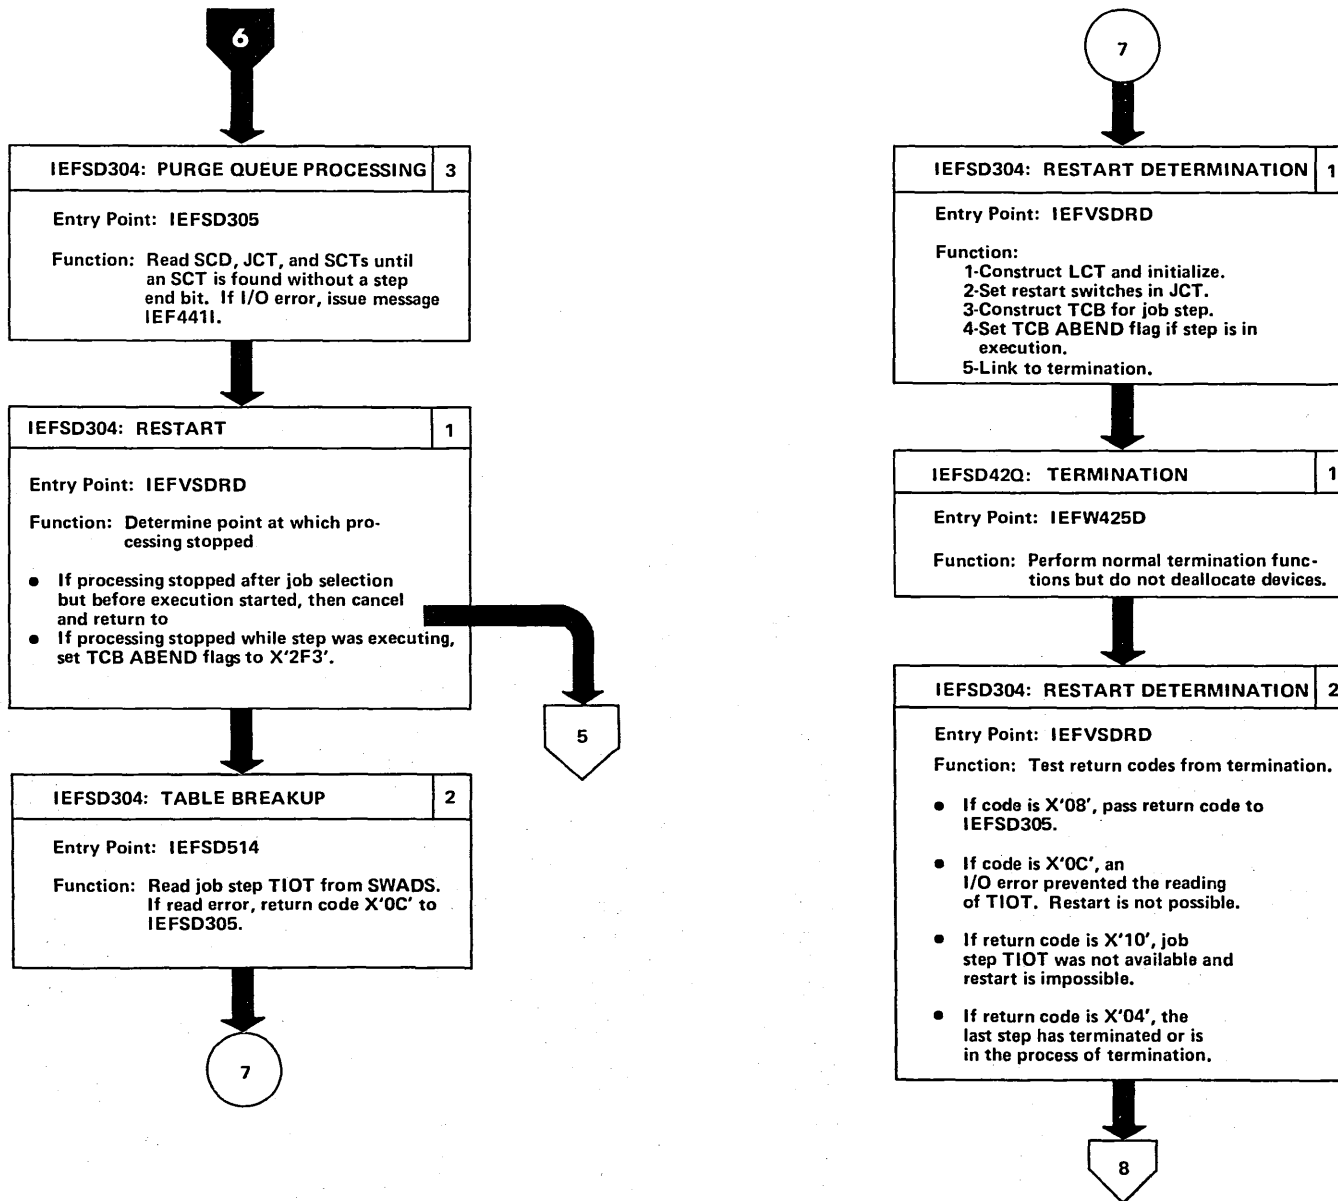 6
IEFSD304: PURGE QUEUE PROCESSING 3
Entry Point: IEFSD305
Function: Read SCD, JCT, and SCTs until
an SCT is found without a step
end bit. If I/O error, issue message
IEF441I.
IEFSD304: RESTART 1
Entry Point: IEFVSDRD
Function: Determine point at which pro-
cessing stopped
● If processing stopped after job selection
but before execution started, then cancel
and return to
● If processing stopped while step was executing,
set TCB ABEND flags to X'2F3'.
5
IEFSD304: TABLE BREAKUP 2
Entry Point: IEFSD514
Function: Read job step TIOT from SWADS.
If read error, return code X'0C' to
IEFSD305.
7
7
IEFSD304: RESTART DETERMINATION 1
Entry Point: IEFVSDRD
Function:
1-Construct LCT and initialize.
2-Set restart switches in JCT.
3-Construct TCB for job step.
4-Set TCB ABEND flag if step is in
execution.
5-Link to termination.
IEFSD42Q: TERMINATION 1
Entry Point: IEFW425D
Function: Perform normal termination func-
tions but do not deallocate devices.
IEFSD304: RESTART DETERMINATION 2
Entry Point: IEFVSDRD
Function: Test return codes from termination.
● If code is X'08', pass return code to
IEFSD305.
● If code is X'0C', an
I/O error prevented the reading
of TIOT. Restart is not possible.
● If return code is X'10', job
step TIOT was not available and
restart is impossible.
● If return code is X'04', the
last step has terminated or is
in the process of termination.
8